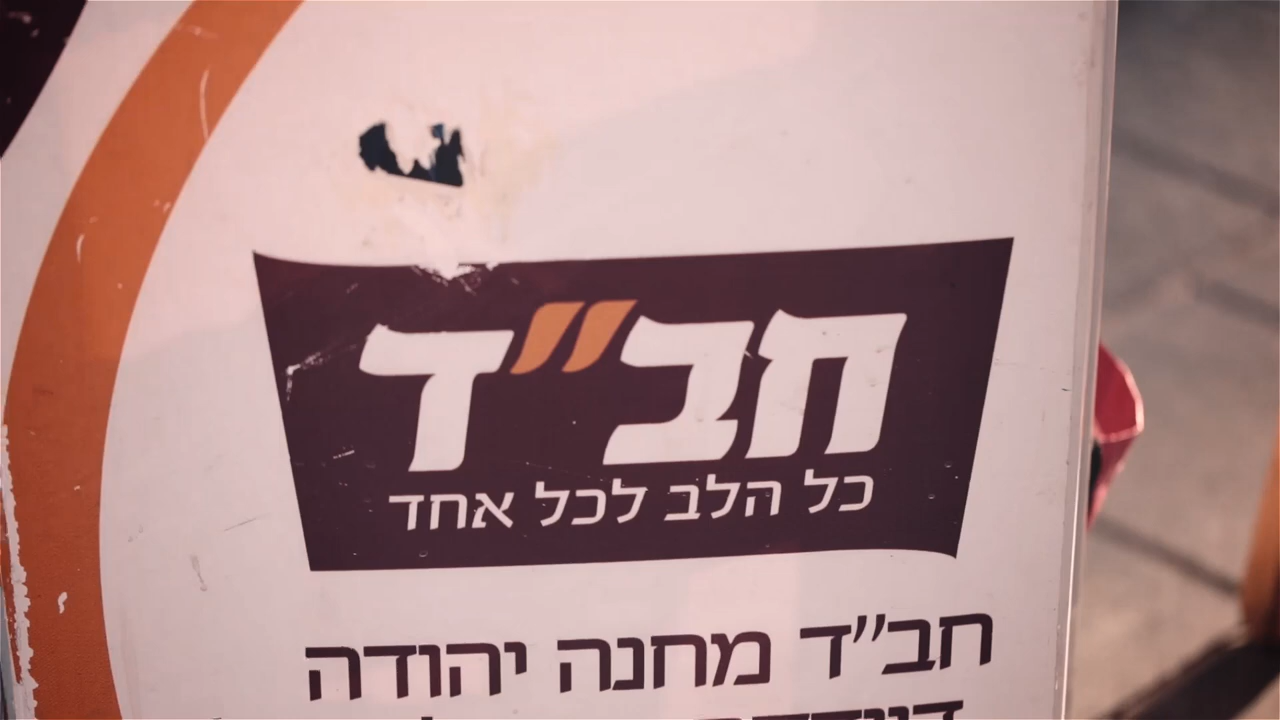 חב״ד
כל הלב לכל אחד
חב״ד מחנה יהודה